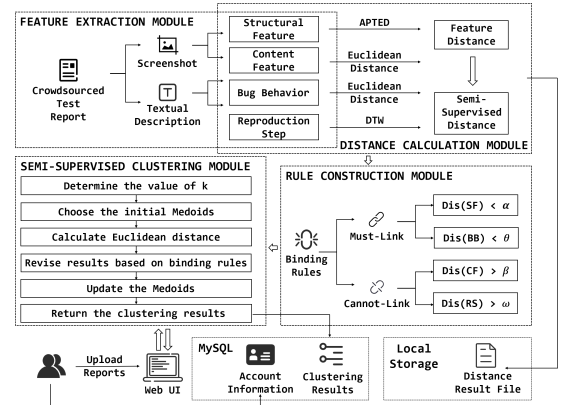 FEATURE EXTRACTION MODULE
Crowdsourced
Test
Report
Screenshot
Textual
Description
Structural
Feature
Content
Feature
Bug Behavior
Reproduction
Step
APTED
Euclidean
Distance
Euclidean
Distance
DTW
Feature
Distance
Semi-
Supervised
Distance
DISTANCE CALCULATION MODULE
SEMI-SUPERVISED CLUSTERING MODULE
Determine the value of k
Choose the initial Medoids
Calculate Euclidean distance
Revise results based on binding rules
Update the Medoids
Return the clustering results
RULE CONSTRUCTION MODULE
Binding
Rules
Must-Link
Cannot-Link
Dis(SF) < α
Dis(BB) < θ
Dis(CF) > β
Dis(RS) > ω
Upload
Reports
Web UI
MySQL
Account
Information
Clustering
Results
Local
Storage
Distance
Result File